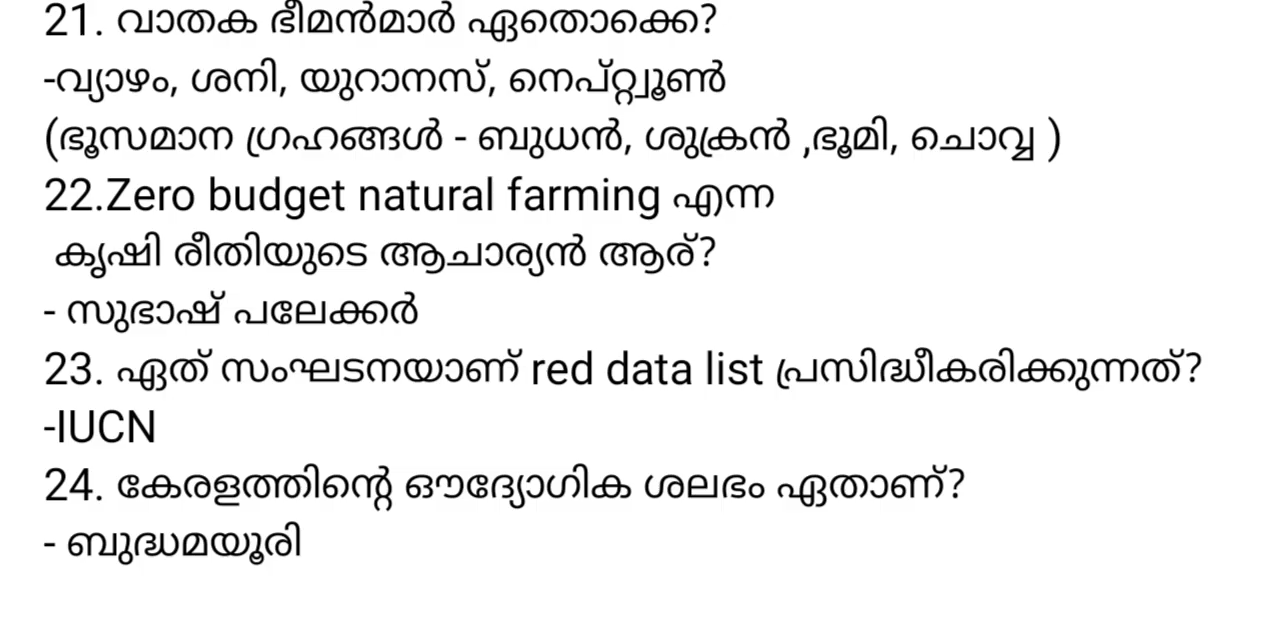 21. വാതക ഭീമൻമാർ ഏതൊക്കെ?
-വ്യാഴം, ശനി, യുറാനസ്, നെപ്റ്റ്യൂൺ
(ഭൂസമാന ഗ്രഹങ്ങൾ - ബുധൻ, ശുക്രൻ ,ഭൂമി, ചൊവ്വ )
22.Zero budget natural farming എന്ന
കൃഷി രീതിയുടെ ആചാര്യൻ ആര്?
- സുഭാഷ് പലേക്കർ
23. ഏത് സംഘടനയാണ് red data list പ്രസിദ്ധീകരിക്കുന്നത്?
-IUCN
24. കേരളത്തിന്റെ ഔദ്യോഗിക ശലഭം ഏതാണ്?
- ബുദ്ധമയൂരി